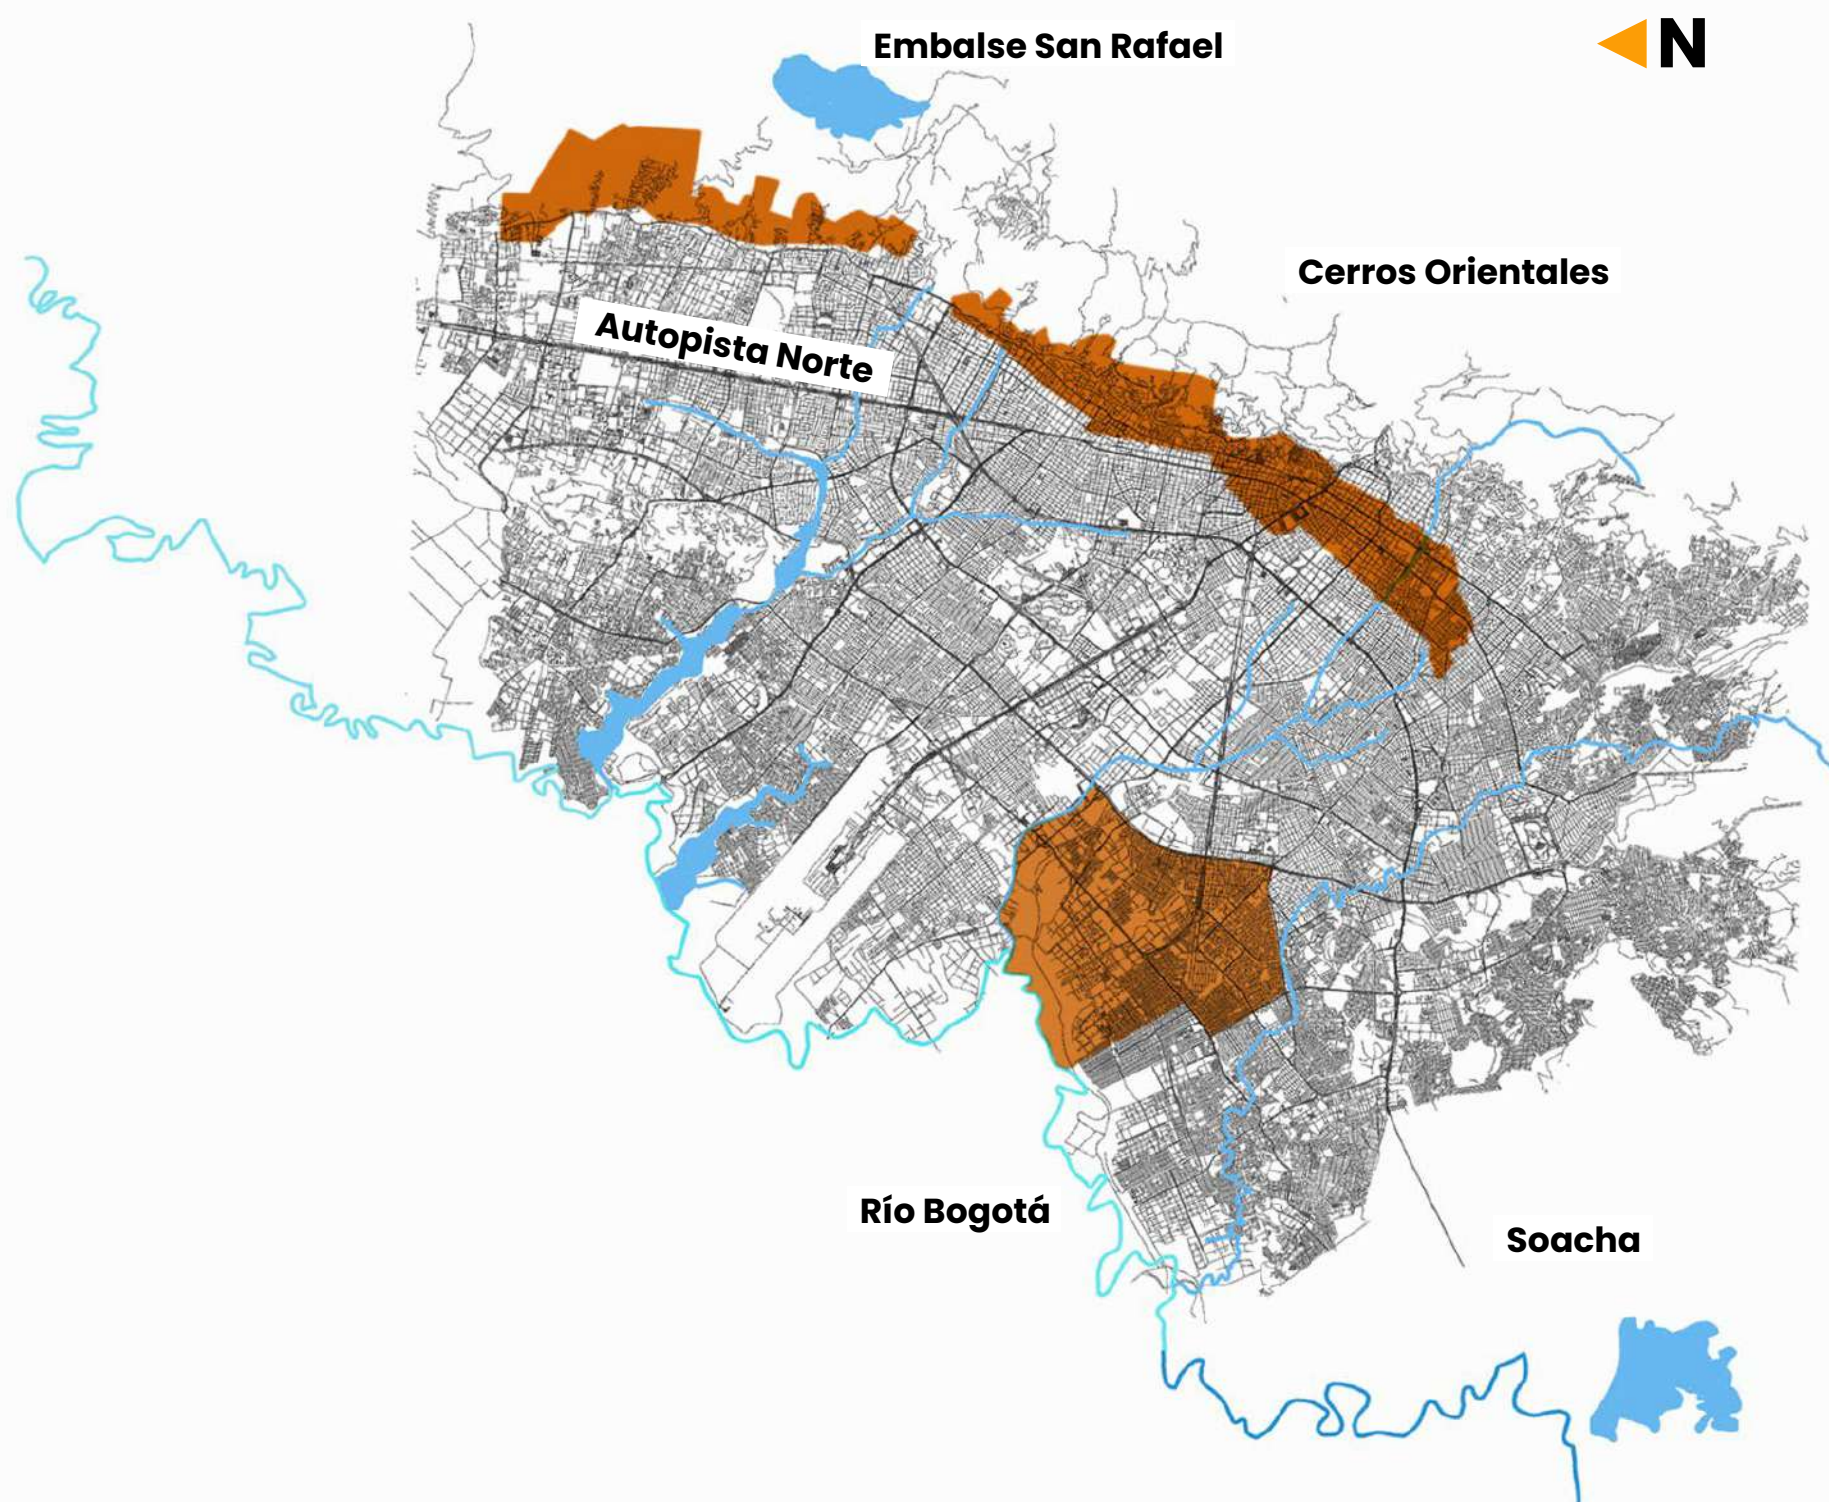 Embalse San Rafael
N
Cerros Orientales
Autopista Norte
Río Bogotá
Soacha